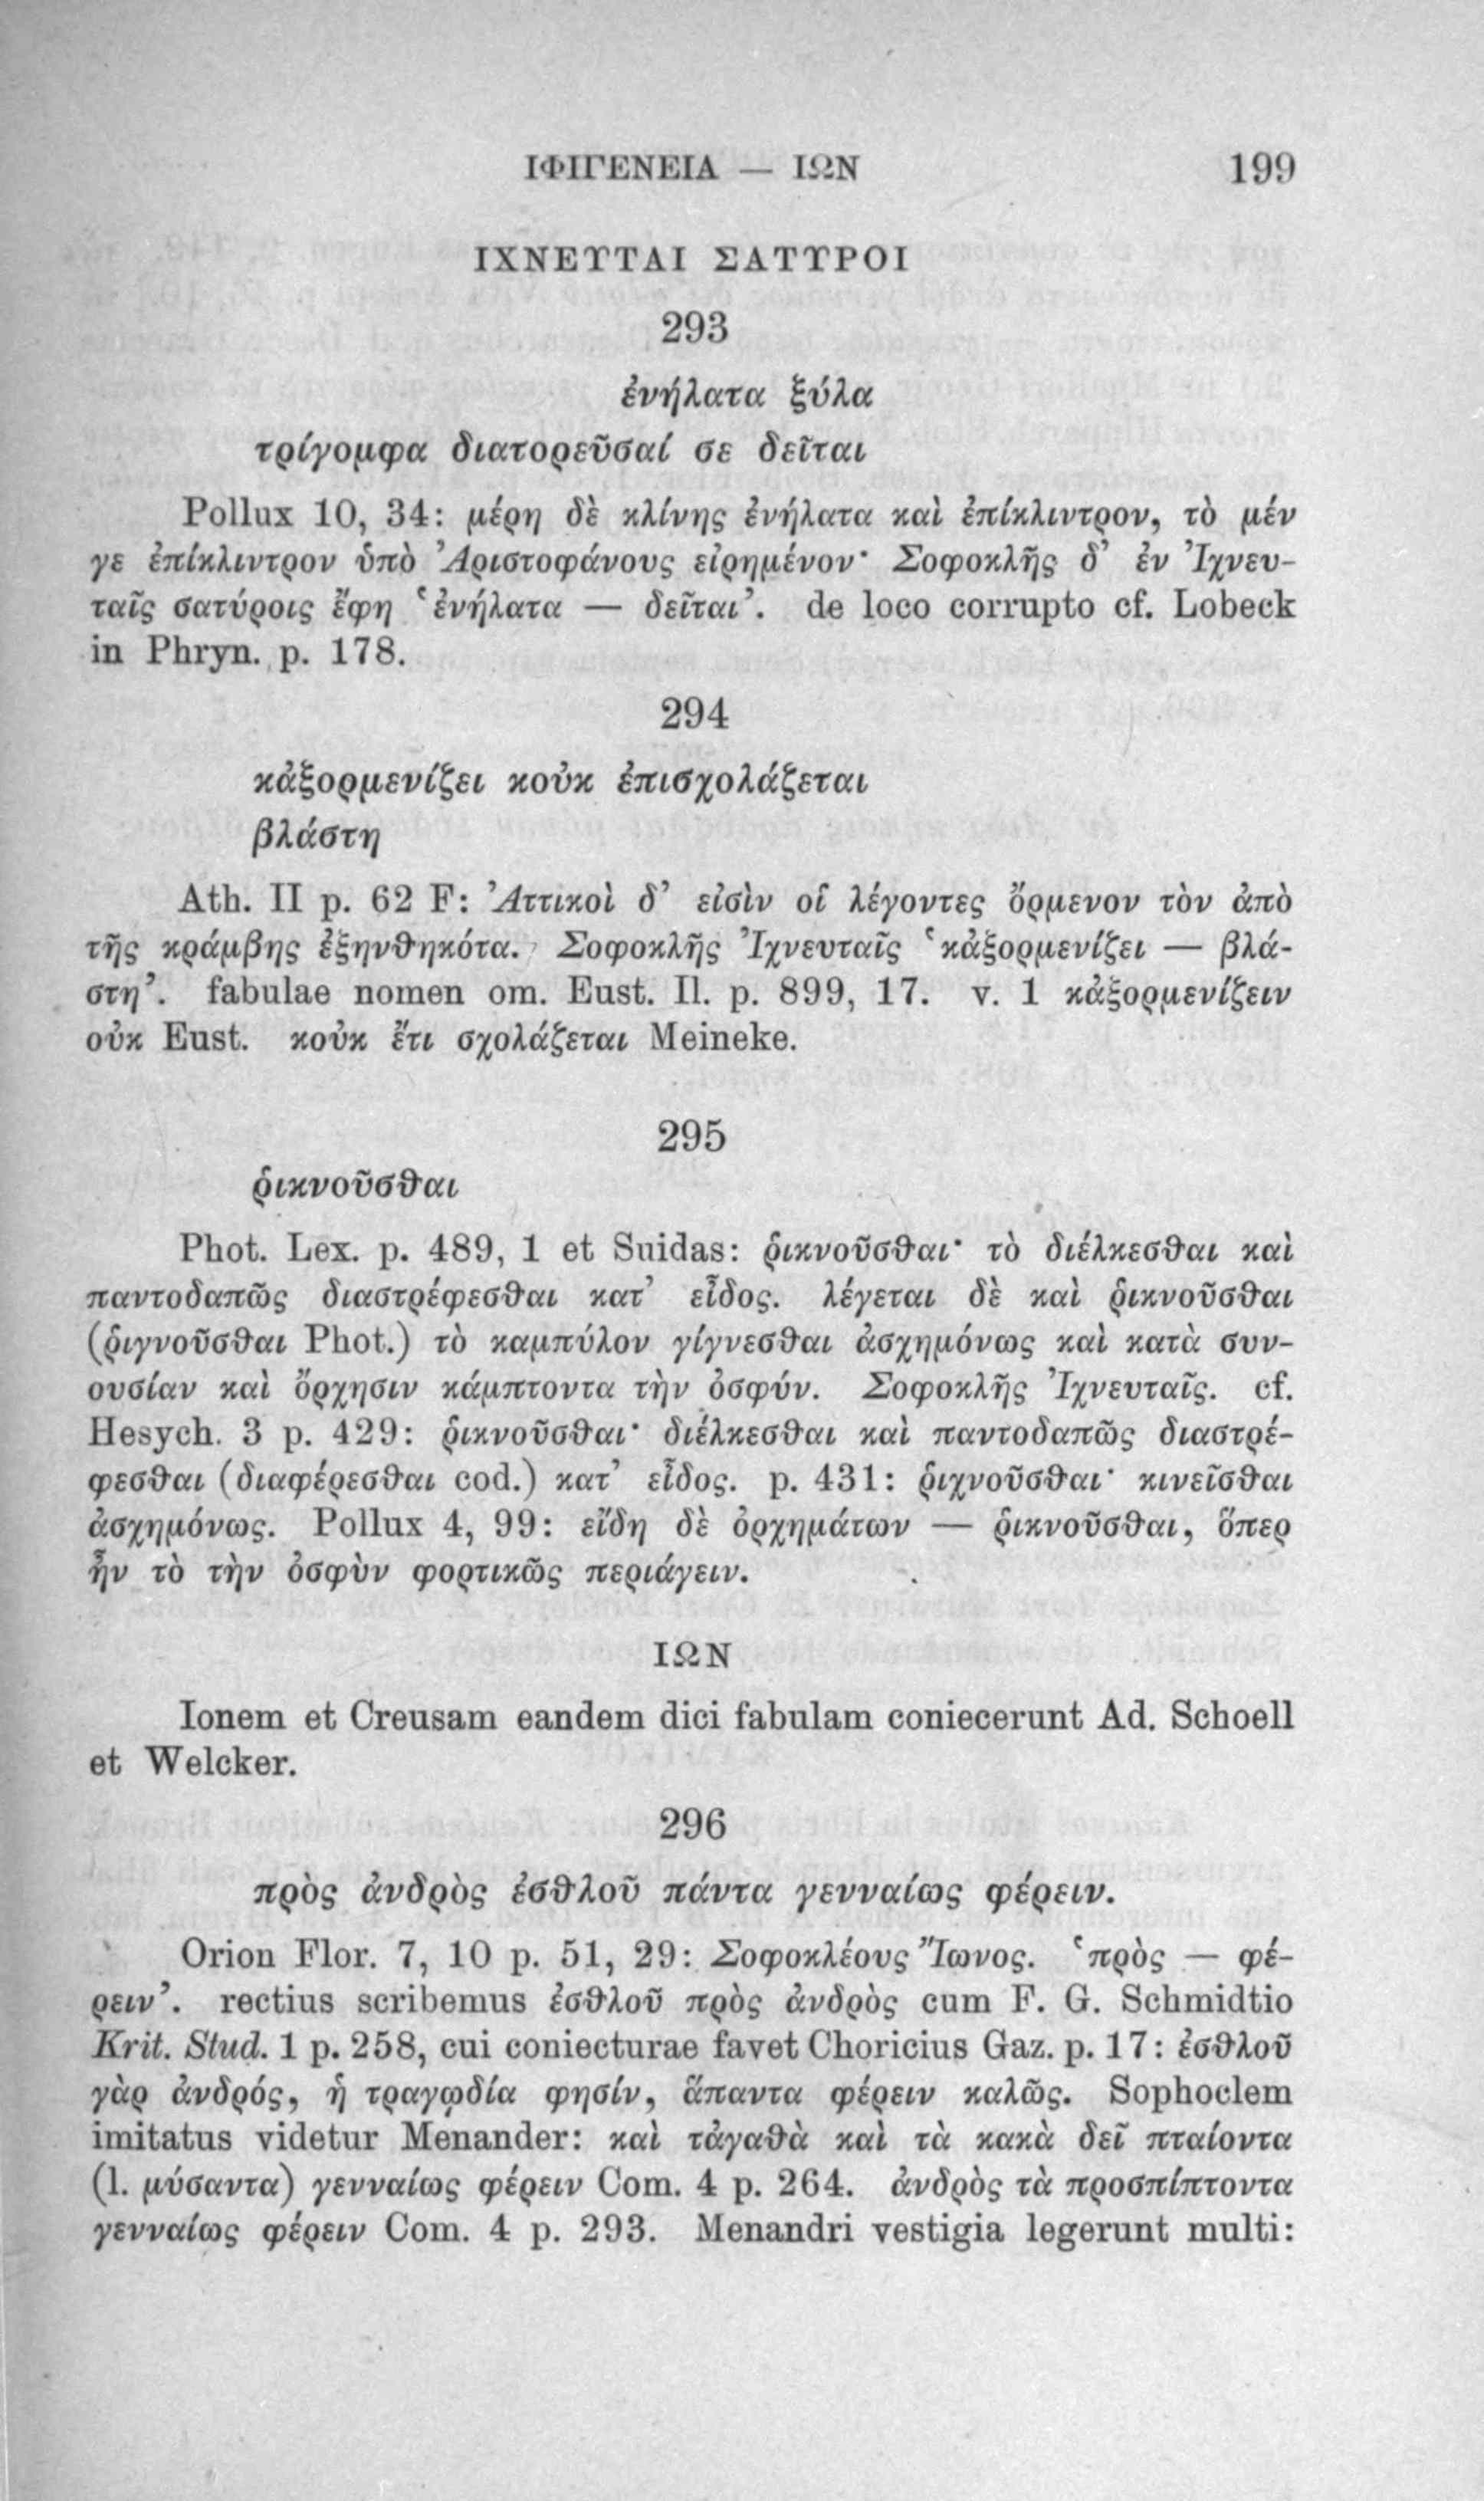 ΙΦΙΓΕΝΕΙΑ — ΙΩΝ 199
ΙΧΝΕΥΤΑΙ ΣΑΤΥΡΟΙ
293
ἐνήλατα ξύλα
τρίγομφα διατορεῦσαί σε δεῖται
Pollux 10, 34: μέρη δὲ κλίνης ἐνήλατα καὶ ἐπίκλιντρον, τὸ μέν
γε ἐπίκλιντρον ὑπὸ Ἀριστοφάνους εἰρημένον· Σοφοκλῆς δ’ ἐν Ἰχνευ-
ταῖς σατύροις ἔφη ‘ἐνήλατα — δεῖται’. de loco corrupto cf. Lobeck
in Phryn. p. 178.
294
κἀξορμενίζει κοὐκ ἐπισχολάζεται
βλάστη
Ath. II p. 62 F: Ἀττικοὶ δ’ εἰσὶν οἱ λέγοντες ὄρμενον τὸν ἀπὸ
τῆς κράμβης ἐξηνθηκότα. Σοφοκλῆς Ἰχνευταῖς ‘κἀξορμενίζει — βλά-
στη’. fabulae nomen om. Eust. Il. p. 899, 17. v. 1 κἀξορμενίζειν
οὐκ Eust. κοὐκ ἔτι σχολάζεται Meineke.
295
ῥικνοῦσθαι
Phot. Lex. p. 489, 1 et Suidas: ῥικνοῦσθαι· τὸ διέλκεσθαι καὶ
παντοδαπῶς διαστρέφεσθαι κατ’ εἶδος. λέγεται δὲ καὶ ῥικνοῦσθαι
(ῥιγνοῦσθαι Phot.) τὸ καμπύλον γίγνεσθαι ἀσχημόνως καὶ κατὰ συν-
ουσίαν καὶ ὄρχησιν κάμπτοντα τὴν ὀσφύν. Σοφοκλῆς Ἰχνευταῖς. cf.
Hesych. 3 p. 429: ῥικνοῦσθαι· διέλκεσθαι καὶ παντοδαπῶς διαστρέ-
φεσθαι (διαφέρεσθαι cod.) κατ’ εἶδος. p. 431: ῥιχνοῦσθαι· κινεῖσθαι
ἀσχημόνως. Pollux 4, 99: εἴδη δὲ ὀρχημάτων — ῥικνοῦσθαι, ὅπερ
ἦν τὸ τὴν ὀσφὺν φορτικῶς περιάγειν.
ΙΩΝ
Ionem et Creusam eandem dici fabulam coniecerunt Ad. Schoell
et Welcker.
296
πρὸς ἀνδρὸς ἐσθλοῦ πάντα γενναίως φέρειν.
Orion Flor. 7, 10 p. 51, 29: Σοφοκλέους Ἴωνος. ‘πρὸς — φέ-
ρειν’. rectius scribemus ἐσθλοῦ πρὸς ἀνδρὸς cum F. G. Schmidtio
Krit. Stud. 1 p. 258, cui coniecturae favet Choricius Gaz. p. 17: ἐσθλοῦ
γὰρ ἀνδρός, ἡ τραγῳδία φησίν, ἅπαντα φέρειν καλῶς. Sophoclem
imitatus videtur Menander: καὶ τἀγαθὰ καὶ τὰ κακὰ δεῖ πταίοντα
(l. μύσαντα) γενναίως φέρειν Com. 4 p. 264. ἀνδρὸς τὰ προσπίπτοντα
γενναίως φέρειν Com. 4 p. 293. Menandri vestigia legerunt multi: